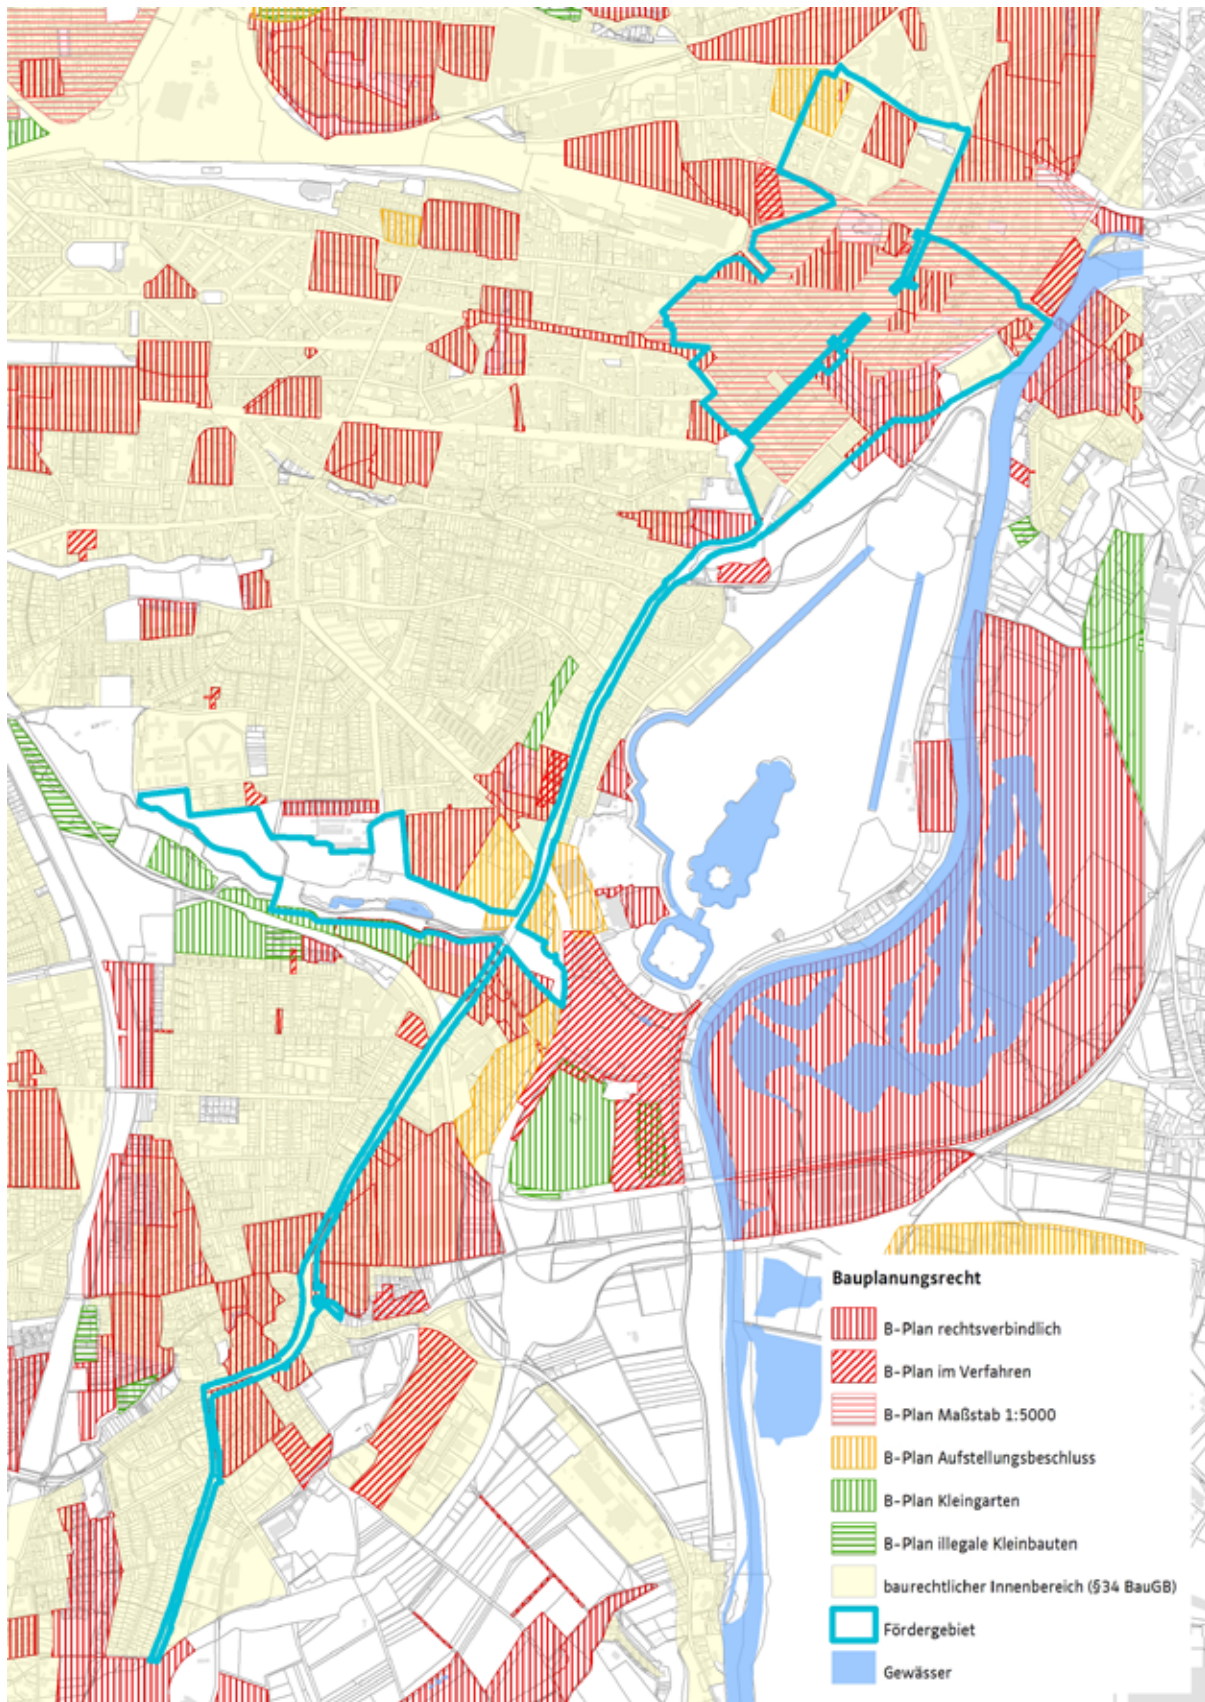 Bauplanungsrecht
B-Plan rechtsverbindlich
B-Plan im Verfahren
B-Plan Maßstab 1:5000
B-Plan Aufstellungsbeschluss
B-Plan Kleingarten
B-Plan illegale Kleinbauten
baurechtlicher Innenbereich (§34 BauGB)
Fördergebiet
Gewässer